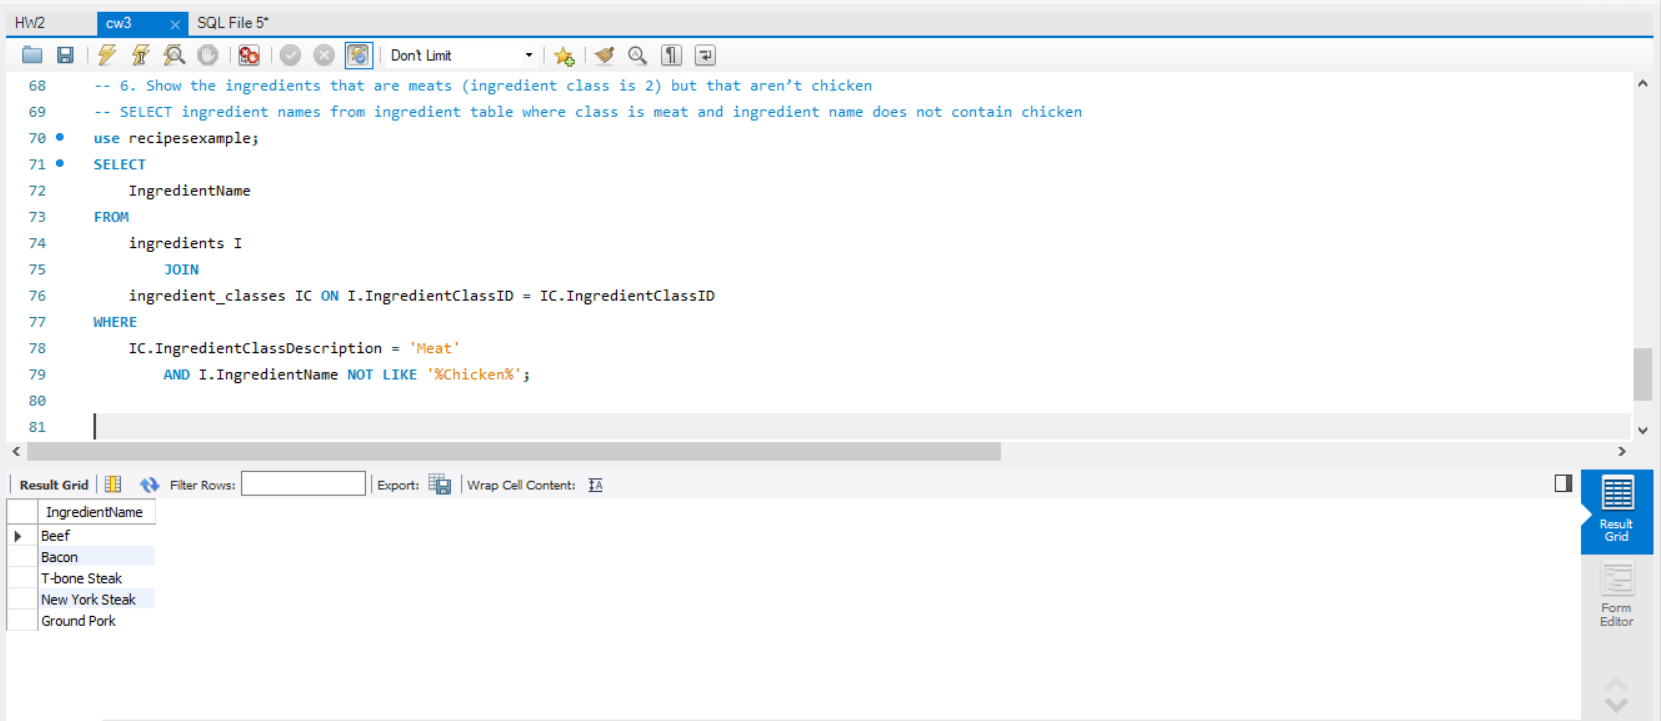 HW2 cw3 SQL File 5*
Don't Limit
68 -- 6. Show the ingredients that are meats (ingredient class is 2) but that aren’t chicken
69 -- SELECT ingredient names from ingredient table where class is meat and ingredient name does not contain chicken
70 use recipesexample;
71 SELECT
72 IngredientName
73 FROM
74 ingredients I
75 JOIN
76 ingredient_classes IC ON I.IngredientClassID = IC.IngredientClassID
77 WHERE
78 IC.IngredientClassDescription = 'Meat'
79 AND I.IngredientName NOT LIKE '%Chicken%';
80
81
Result Grid Filter Rows: Export: Wrap Cell Content: IA
IngredientName
Beef
Bacon
T-bone Steak
New York Steak
Ground Pork
Result
Grid
Form
Editor